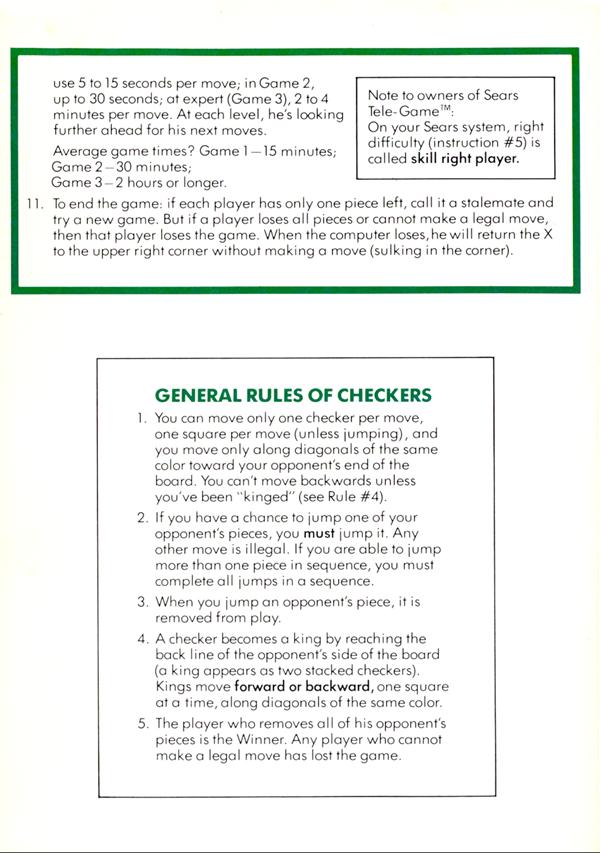 use 5 to 15 seconds per move; in Game 2,
up to 30 seconds; at expert (Game 3), 2 to 4
minutes per move. At each level, he's looking
further ahead for his next moves.
Average game times? Game 1—15 minutes;
Game 2—30 minutes;
Game 3—2 hours or longer.
Note to owners of Sears
Tele-Game™:
On your Sears system, right
difficulty (instruction #5) is
called skill right player.
11. To end the game: if each player has only one piece left, call it a stalemate and
try a new game. But if a player loses all pieces or cannot make a legal move,
then that player loses the game. When the computer loses, he will return the X
to the upper right corner without making a move (sulking in the corner).
GENERAL RULES OF CHECKERS
1. You can move only one checker per move,
one square per move (unless jumping), and
you move only along diagonals of the same
color toward your opponent's end of the
board. You can't move backwards unless
you've been "kinged" (see Rule #4).
2. If you have a chance to jump one of your
opponent's pieces, you must jump it. Any
other move is illegal. If you are able to jump
more than one piece in sequence, you must
complete all jumps in a sequence.
3. When you jump an opponent's piece, it is
removed from play.
4. A checker becomes a king by reaching the
back line of the opponent's side of the board
(a king appears as two stacked checkers).
Kings move forward or backward, one square
at a time, along diagonals of the same color.
5. The player who removes all of his opponent's
pieces is the Winner. Any player who cannot
make a legal move has lost the game.